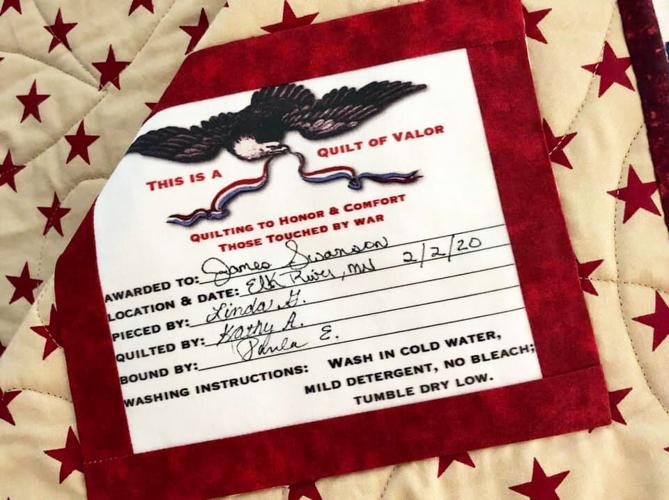 THIS IS A QUILT OF VALOR
QUILTING TO HONOR & COMFORT
THOSE TOUCHED BY WAR
AWARDED TO: James Swanson
LOCATION & DATE: Elk River, MN 2/2/20
PIECED BY: Linda H.
QUILTED BY: Kathy A.
BOUND BY: Paula E.
WASHING INSTRUCTIONS: WASH IN COLD WATER,
MILD DETERGENT, NO BLEACH;
TUMBLE DRY LOW.